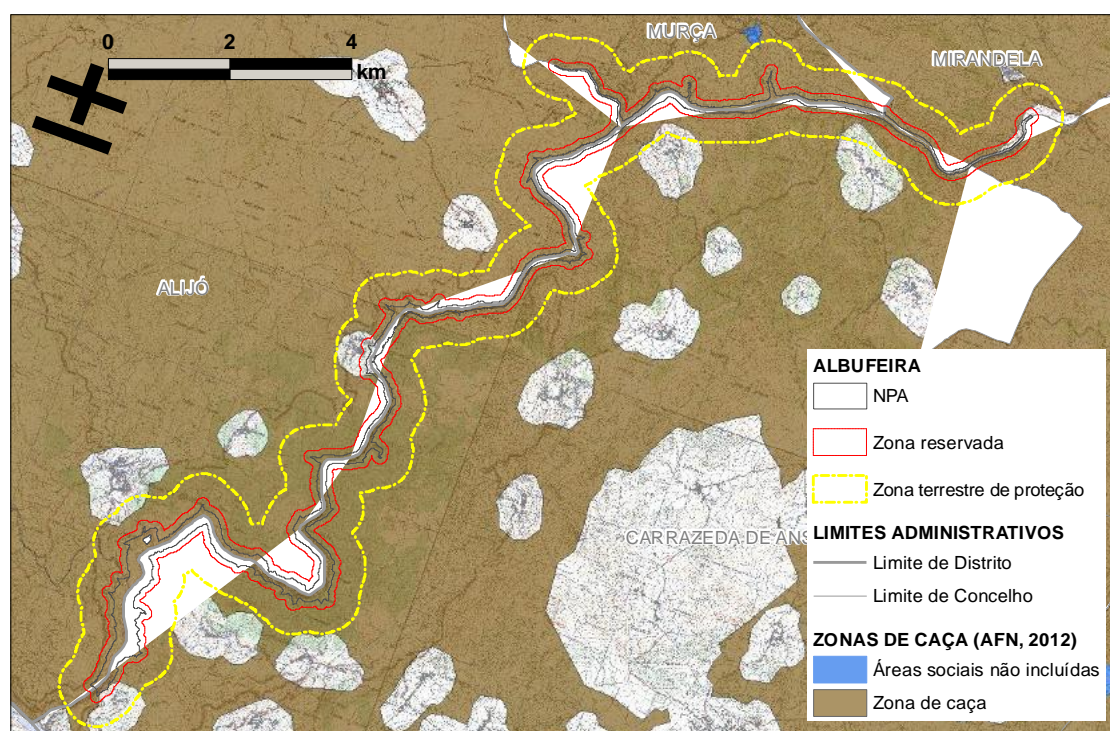 0 2 4
km
MURÇA
MIRANDELA
ALIJÓ
CARRAZEDA DE ANS
ALBUFEIRA
NPA
Zona reservada
Zona terrestre de proteção
LIMITES ADMINISTRATIVOS
Limite de Distrito
Limite de Concelho
ZONAS DE CAÇA (AFN, 2012)
Áreas sociais não incluídas
Zona de caça